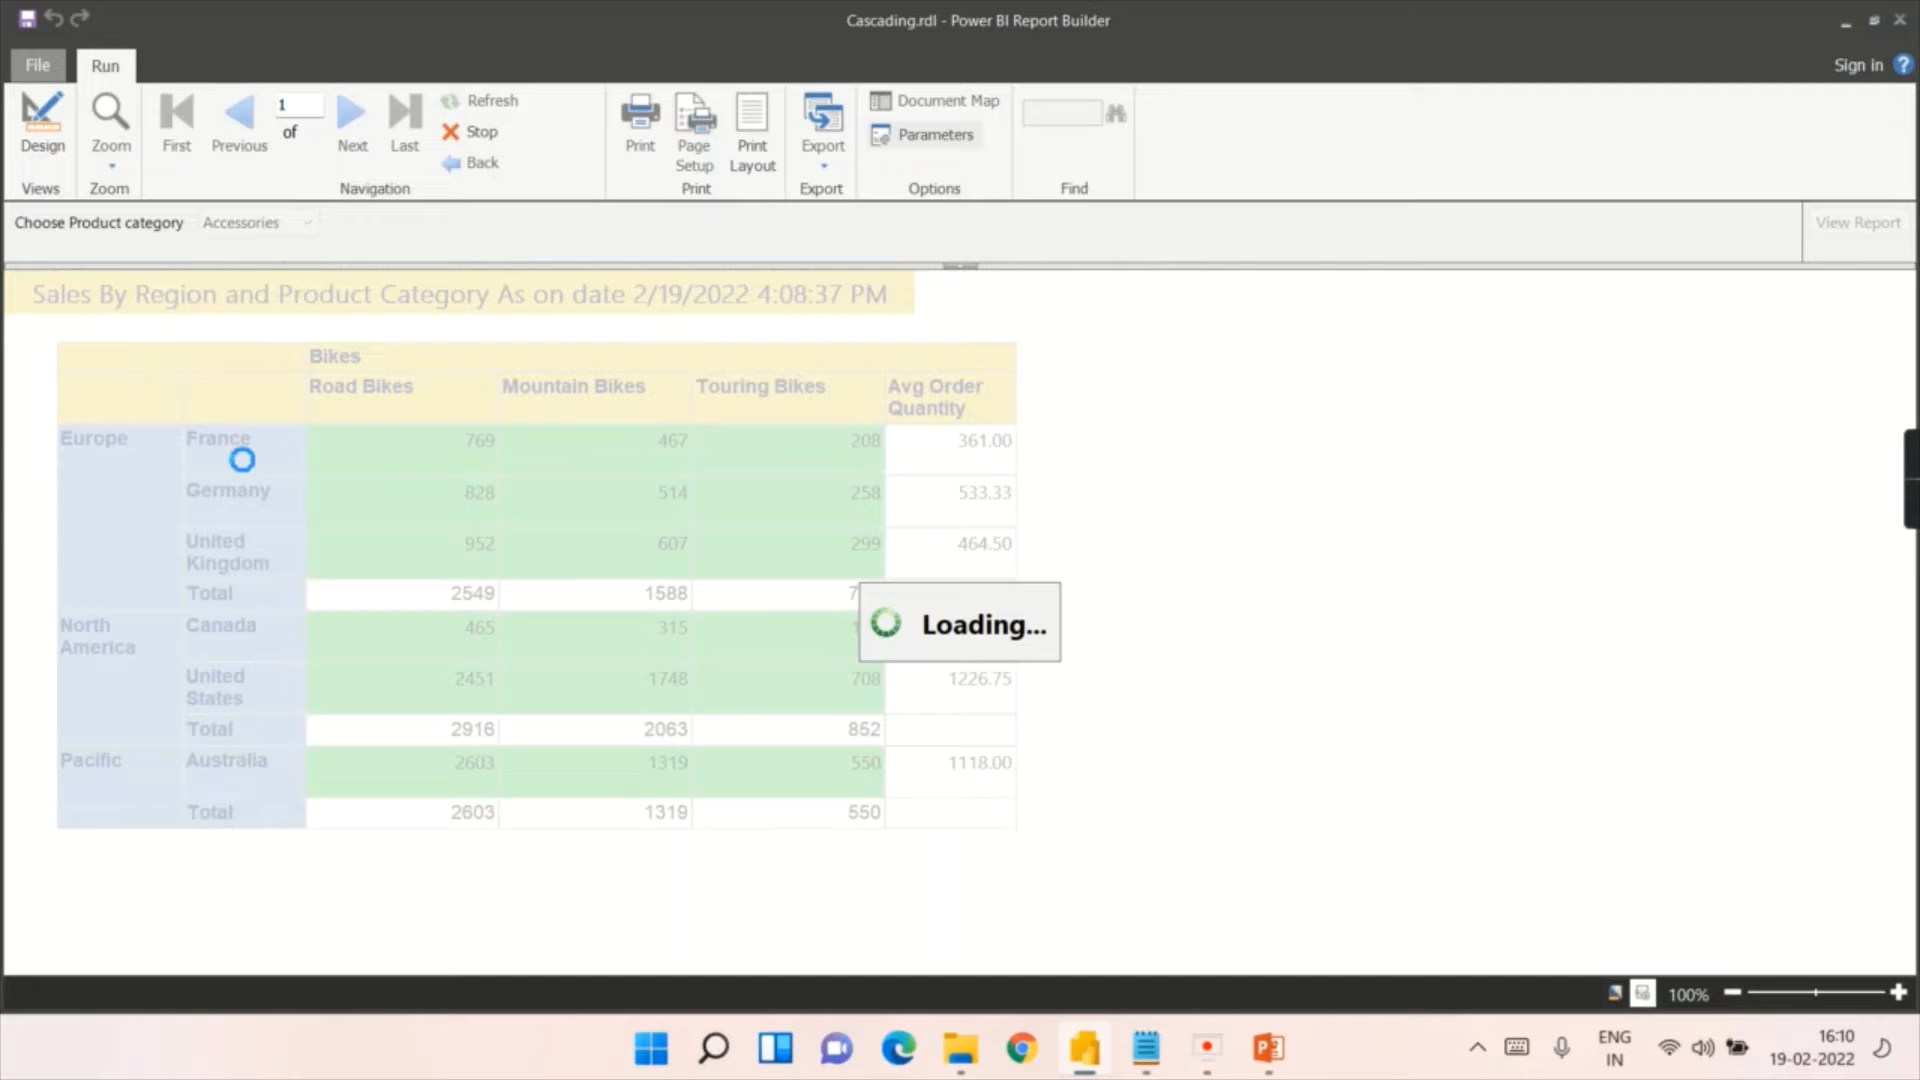 Cascading.rdl - Power BI Report Builder
File
Run
Sign in
?
Design
Views
Zoom
Zoom
First
Previous
1
of
Next
Last
Refresh
Stop
Back
Navigation
Print
Page
Setup
Print
Layout
Print
Export
Export
Document Map
Parameters
Options
Find
Choose Product category Accessories
View Report
Sales By Region and Product Category As on date 2/19/2022 4:08:37 PM
Bikes
Road Bikes Mountain Bikes Touring Bikes Avg Order
Quantity
Europe France 769 467 208 361.00
Germany 828 514 258 533.33
United
Kingdom 952 607 299 464.50
Total 2549 1588
North
America
Canada 465 315
United
States 2451 1748 708 1226.75
Total 2916 2063 852
Pacific Australia 2603 1319 550 1118.00
Total 2603 1319 550
Loading...
100%
ENG
IN
16:10
19-02-2022